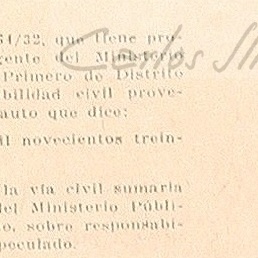 64/32, que tiene pro-
gente del Ministerio
Primero de Distrito
bilidad civil prove-
auto que dice:
il novecientos trein-
la vía civil sumaria
del Ministerio Públi-
o, sobre responsabi-
peculado.
Carlos